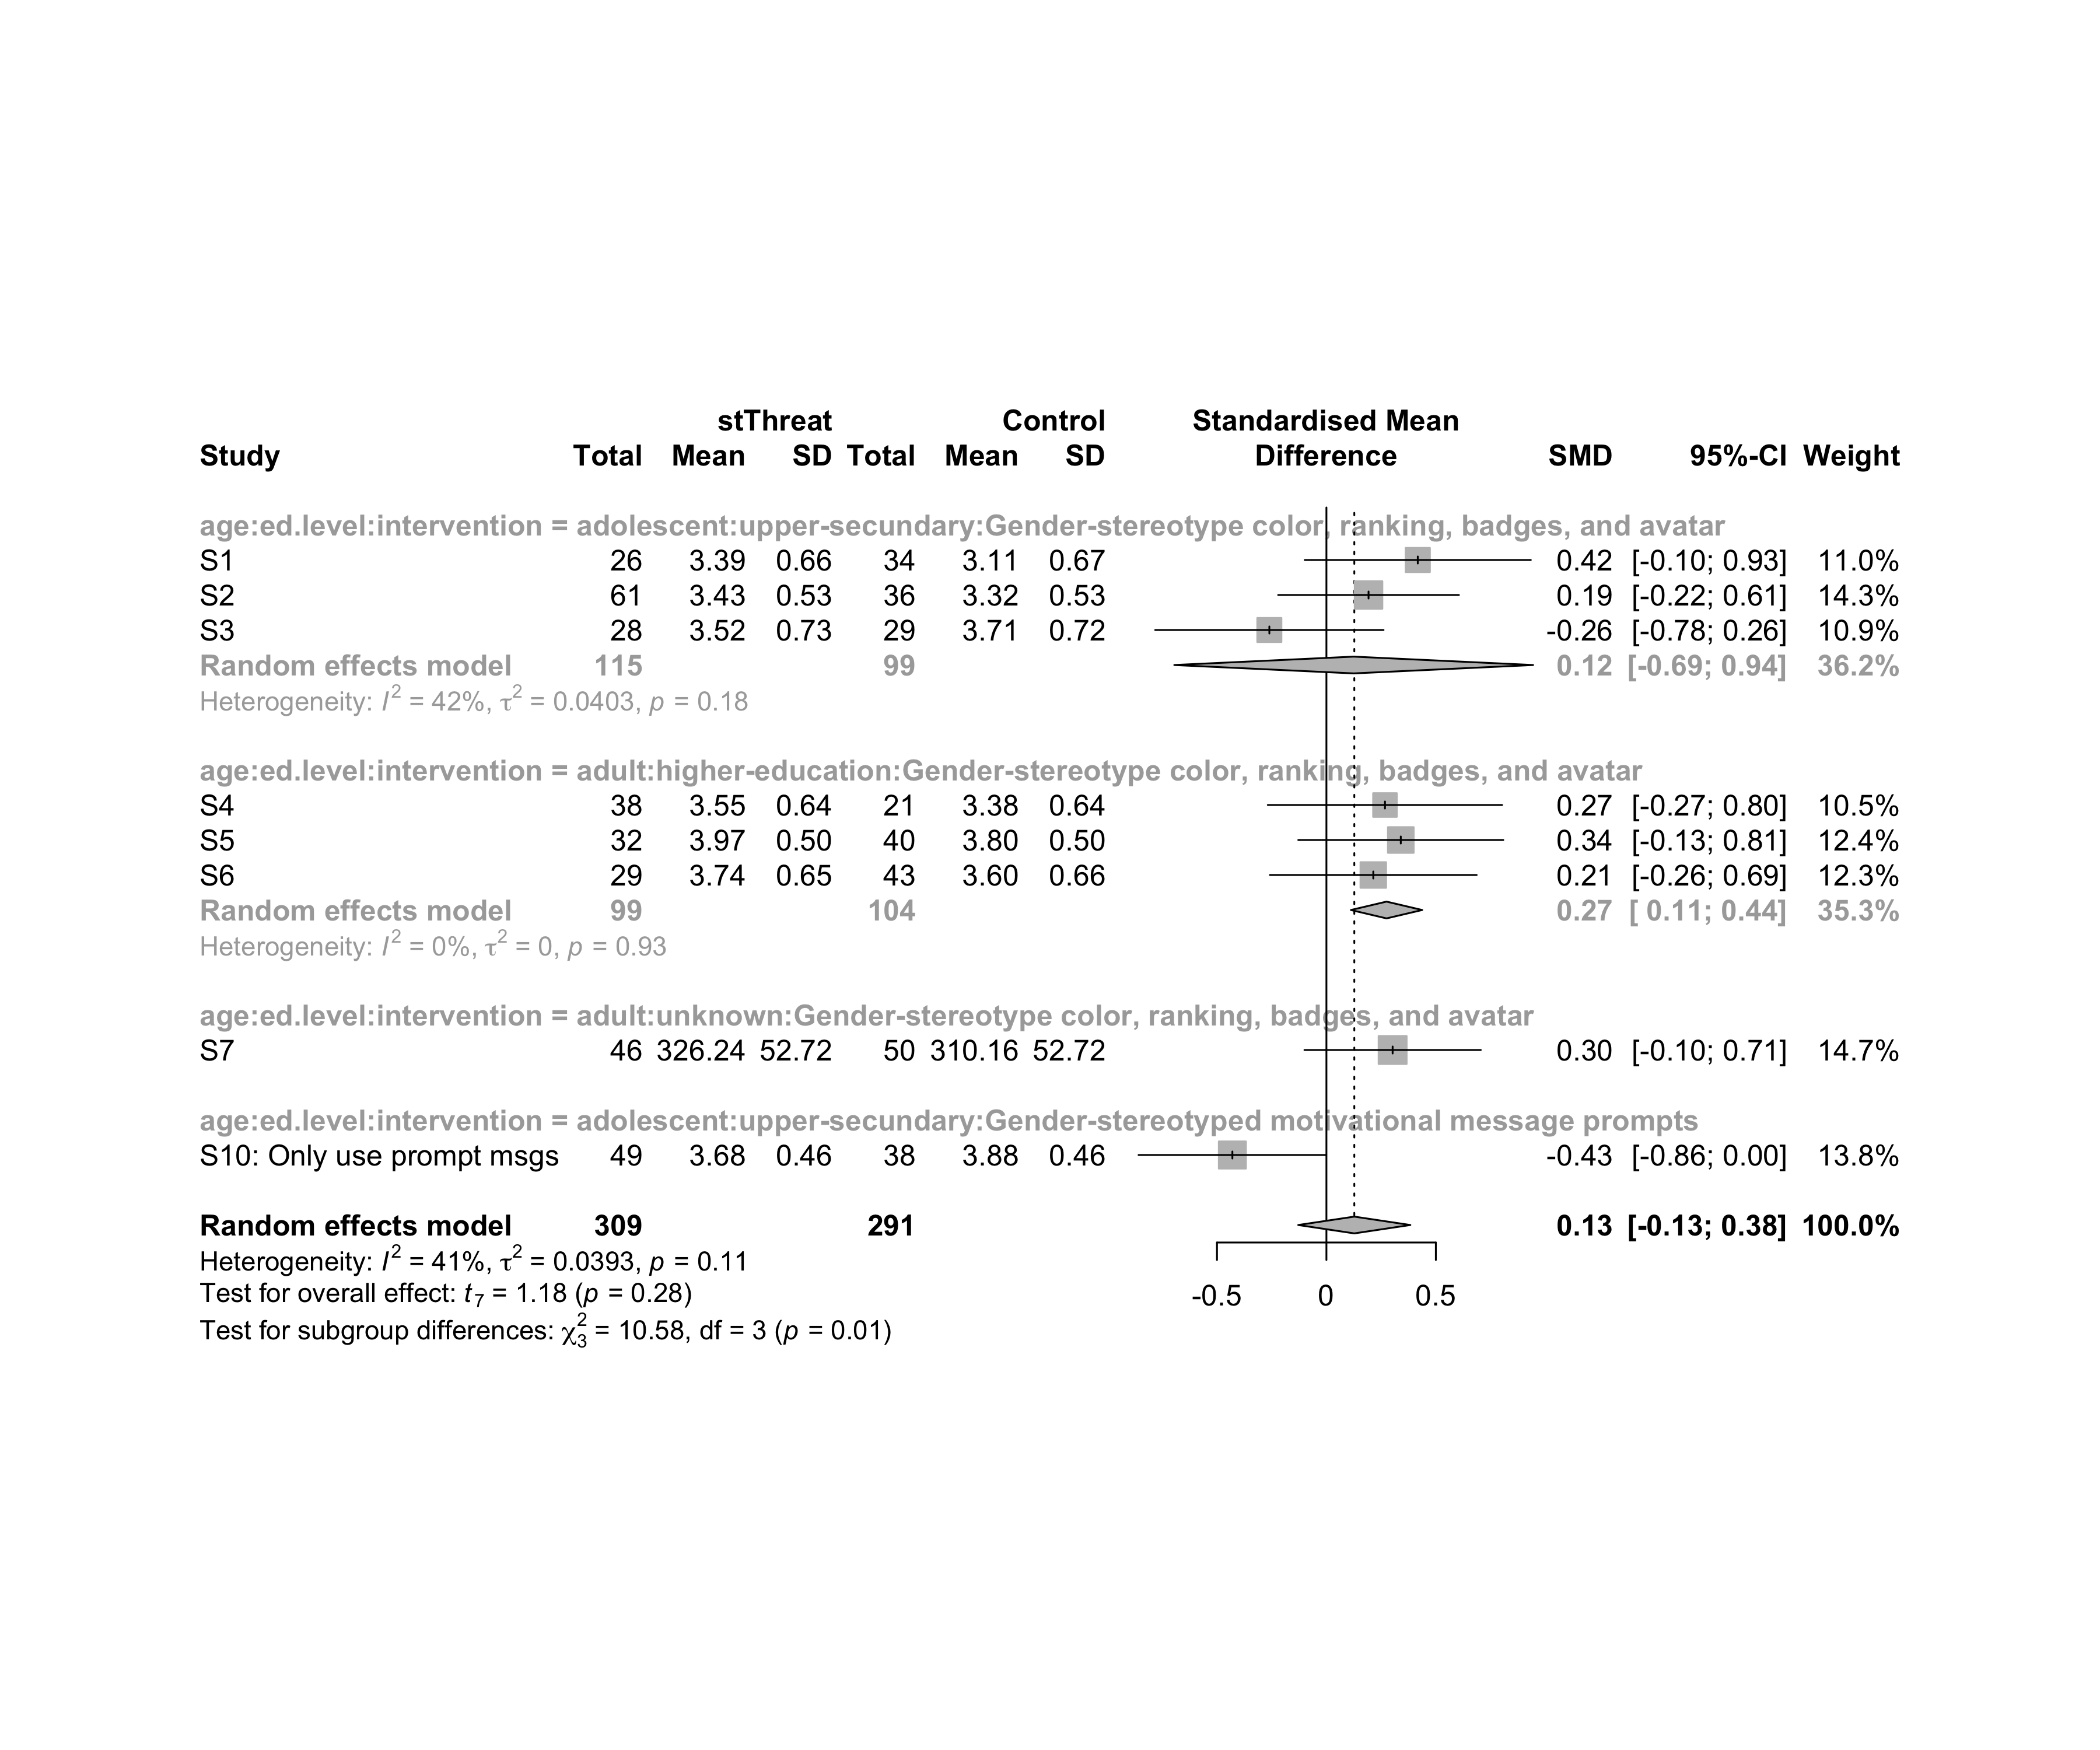 stThreat Control Standardised Mean
Study Total Mean SD Total Mean SD Difference SMD 95%-CI Weight
age:ed.level:intervention = adolescent:upper-secundary:Gender-stereotype color, ranking, badges, and avatar
S1 26 3.39 0.66 34 3.11 0.67 0.42 [-0.10; 0.93] 11.0%
S2 61 3.43 0.53 36 3.32 0.53 0.19 [-0.22; 0.61] 14.3%
S3 28 3.52 0.73 29 3.71 0.72 -0.26 [-0.78; 0.26] 10.9%
Random effects model 115 99 0.12 [-0.69; 0.94] 36.2%
Heterogeneity: I² = 42%, τ² = 0.0403, p = 0.18
age:ed.level:intervention = adult:higher-education:Gender-stereotype color, ranking, badges, and avatar
S4 38 3.55 0.64 21 3.38 0.64 0.27 [-0.27; 0.80] 10.5%
S5 32 3.97 0.50 40 3.80 0.50 0.34 [-0.13; 0.81] 12.4%
S6 29 3.74 0.65 43 3.60 0.66 0.21 [-0.26; 0.69] 12.3%
Random effects model 99 104 0.27 [ 0.11; 0.44] 35.3%
Heterogeneity: I² = 0%, τ² = 0, p = 0.93
age:ed.level:intervention = adult:unknown:Gender-stereotype color, ranking, badges, and avatar
S7 46 326.24 52.72 50 310.16 52.72 0.30 [-0.10; 0.71] 14.7%
age:ed.level:intervention = adolescent:upper-secundary:Gender-stereotyped motivational message prompts
S10: Only use prompt msgs 49 3.68 0.46 38 3.88 0.46 -0.43 [-0.86; 0.00] 13.8%
Random effects model 309 291 0.13 [-0.13; 0.38] 100.0%
Heterogeneity: I² = 41%, τ² = 0.0393, p = 0.11
Test for overall effect: t₇ = 1.18 (p = 0.28)
-0.5 0 0.5
Test for subgroup differences: χ²₃ = 10.58, df = 3 (p = 0.01)